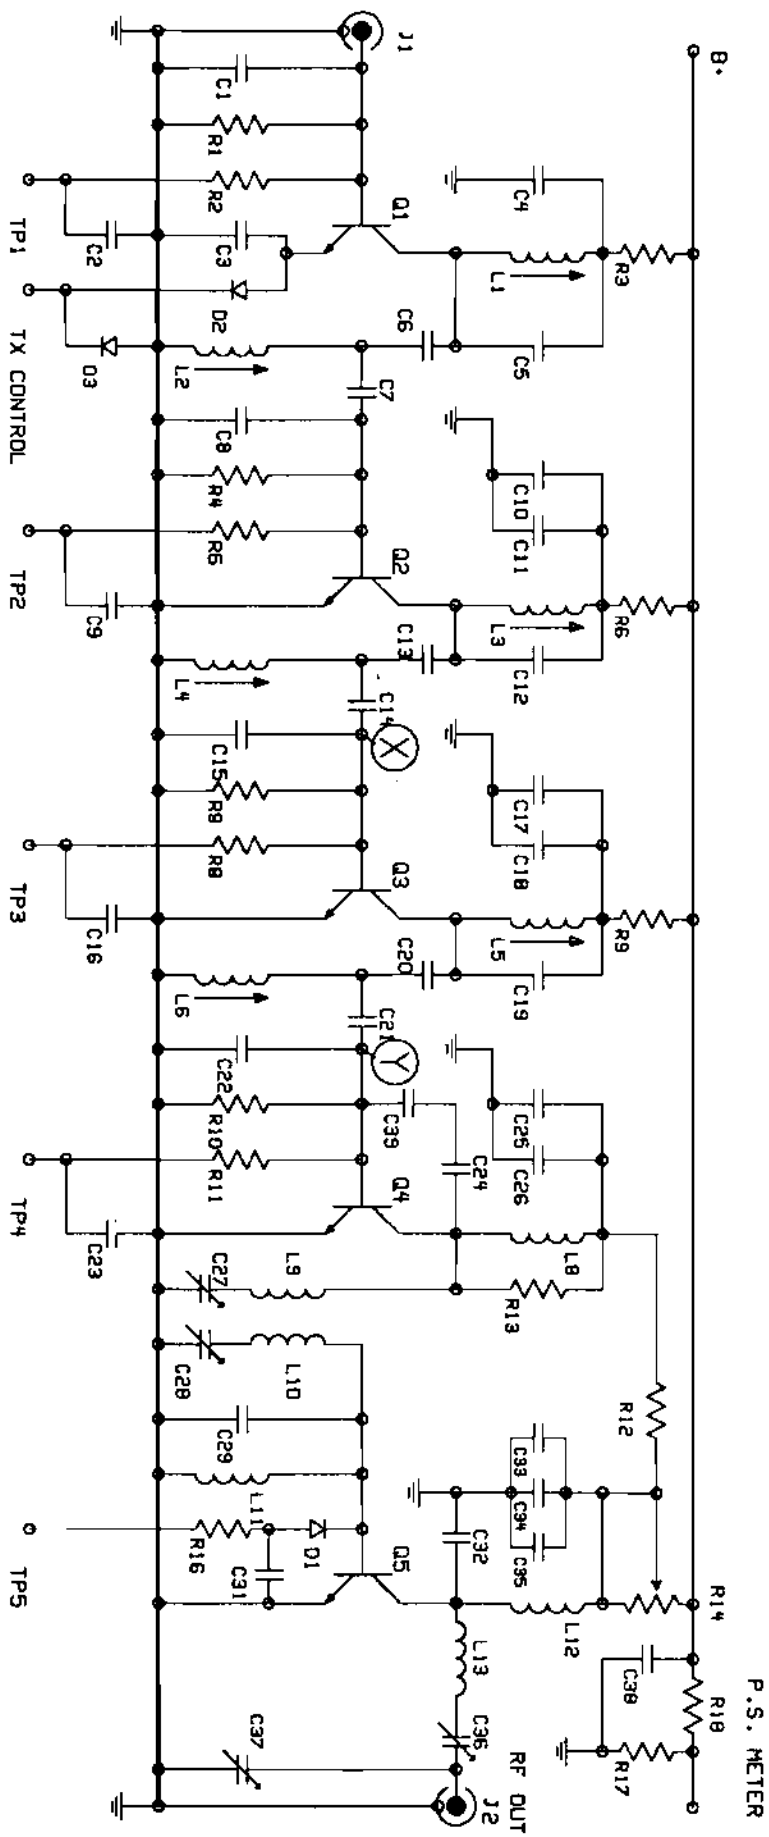 J1
B+
C1
R1
R2
C2
TP1
C3
Q1
C4
L1
R3
D2
D3
TX CONTROL
L2
C6
C5
C7
C8
R4
R5
Q2
C9
TP2
C10
C11
L3
R6
C12
C13
L4
C14
X
C15
R9
R8
Q3
C16
TP3
C17
C18
L5
R9
C19
C20
L6
C21
Y
C22
R10
R11
C39
C24
Q4
C23
TP4
C25
C26
L8
R13
L9
C27
C28
L10
C29
L11
R12
C33
C34
C35
C32
D1
R16
C31
TP5
Q5
L12
R14
L13
C36
C37
C38
R18
R17
P.S. METER
RF OUT
J2